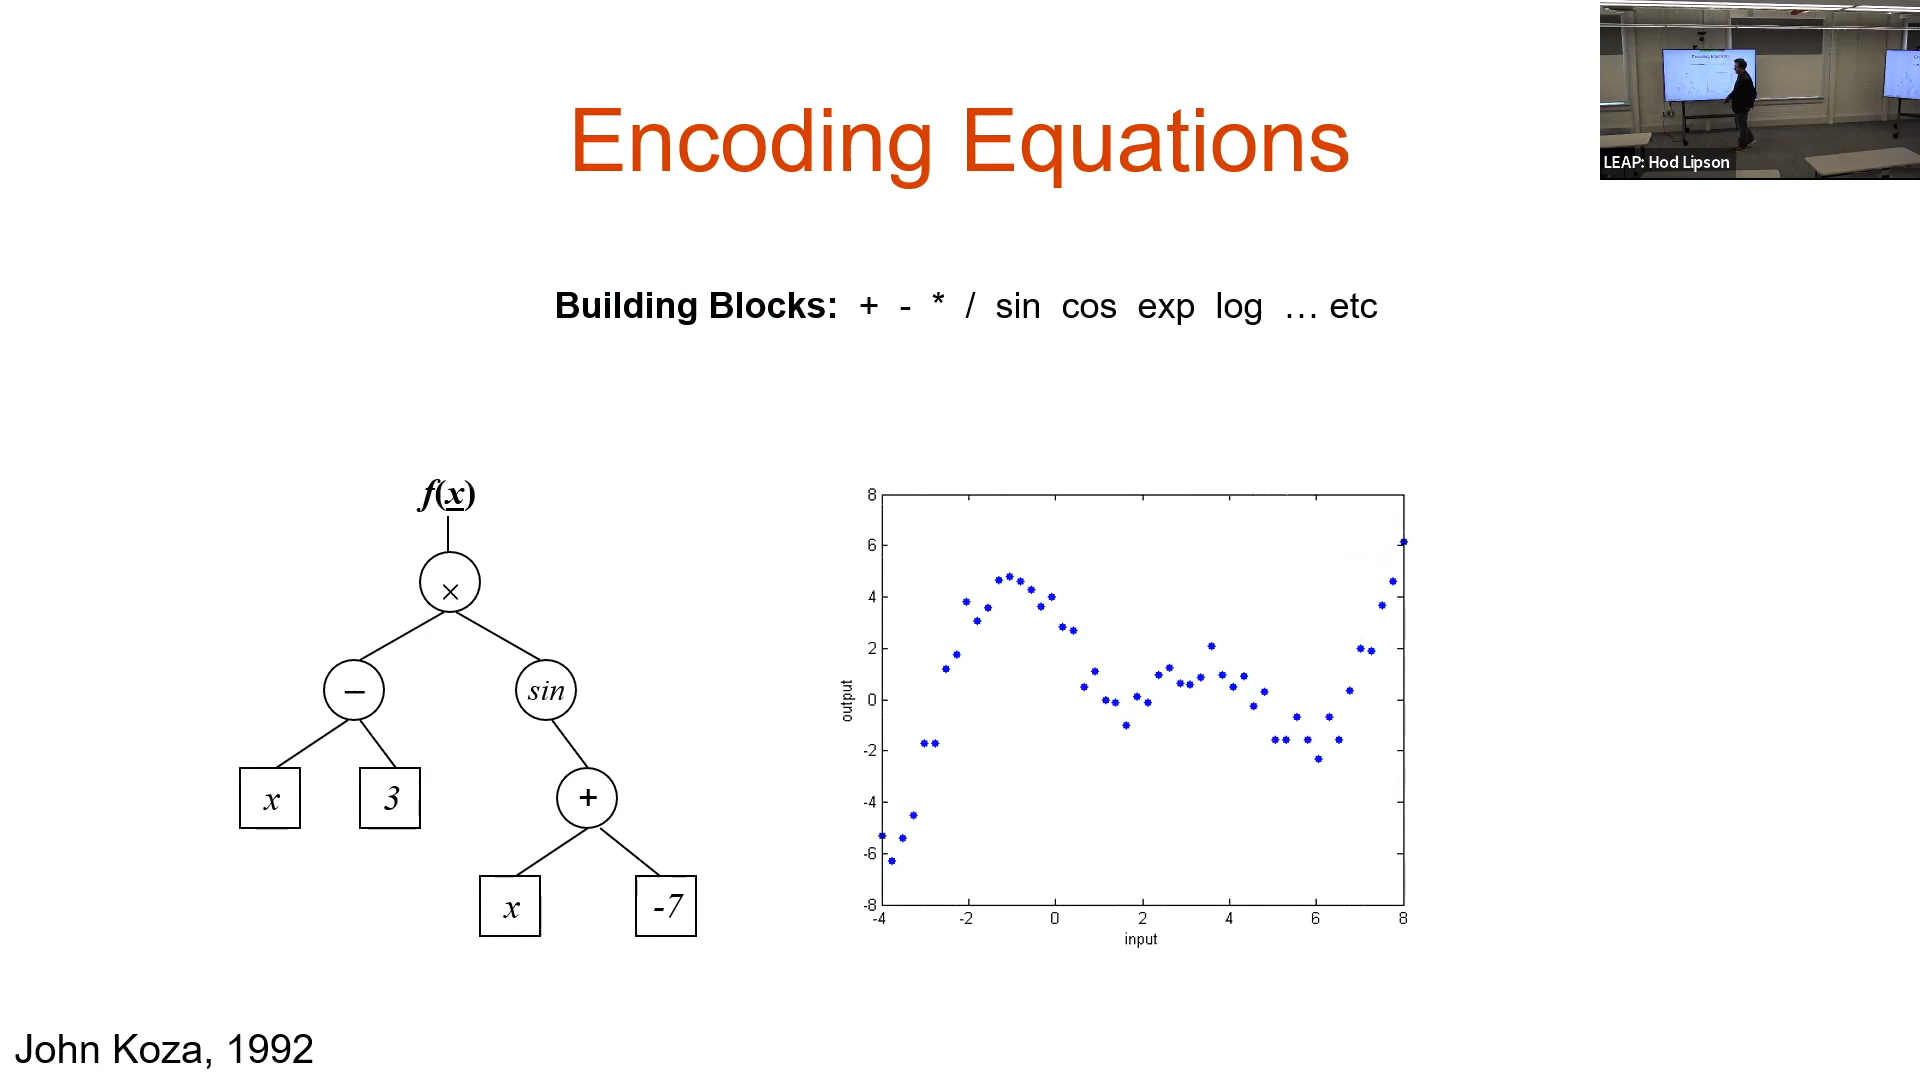 Encoding Equations
LEAP: Hod Lipson
Building Blocks: + - * / sin cos exp log … etc
f(x)
×
− sin
x 3 +
x -7
8
6
4
2
0
-2
-4
-6
-8
output
-4 -2 0 2 4 6 8
input
John Koza, 1992